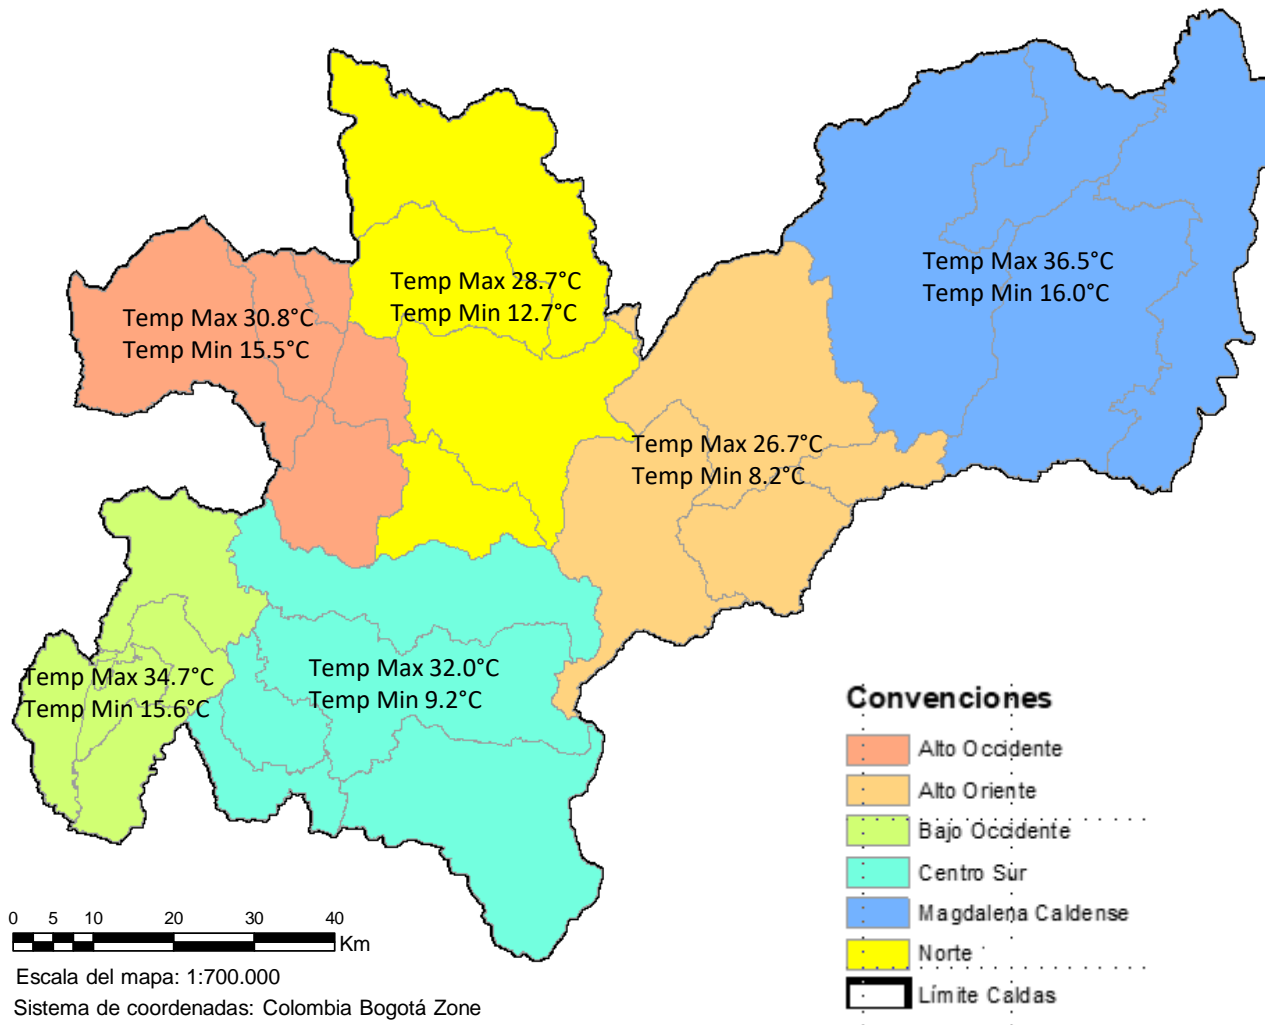 Temp Max 36.5°C
Temp Min 16.0°C
Temp Max 28.7°C
Temp Min 12.7°C
Temp Max 30.8°C
Temp Min 15.5°C
Temp Max 26.7°C
Temp Min 8.2°C
Temp Max 34.7°C
Temp Min 15.6°C
Temp Max 32.0°C
Temp Min 9.2°C
Convenciones
Alto Occidente
Alto Oriente
Bajo Occidente
Centro Sur
Magdalena Caldense
Norte
Límite Caldas
0 5 10 20 30 40
Km
Escala del mapa: 1:700.000
Sistema de coordenadas: Colombia Bogotá Zone